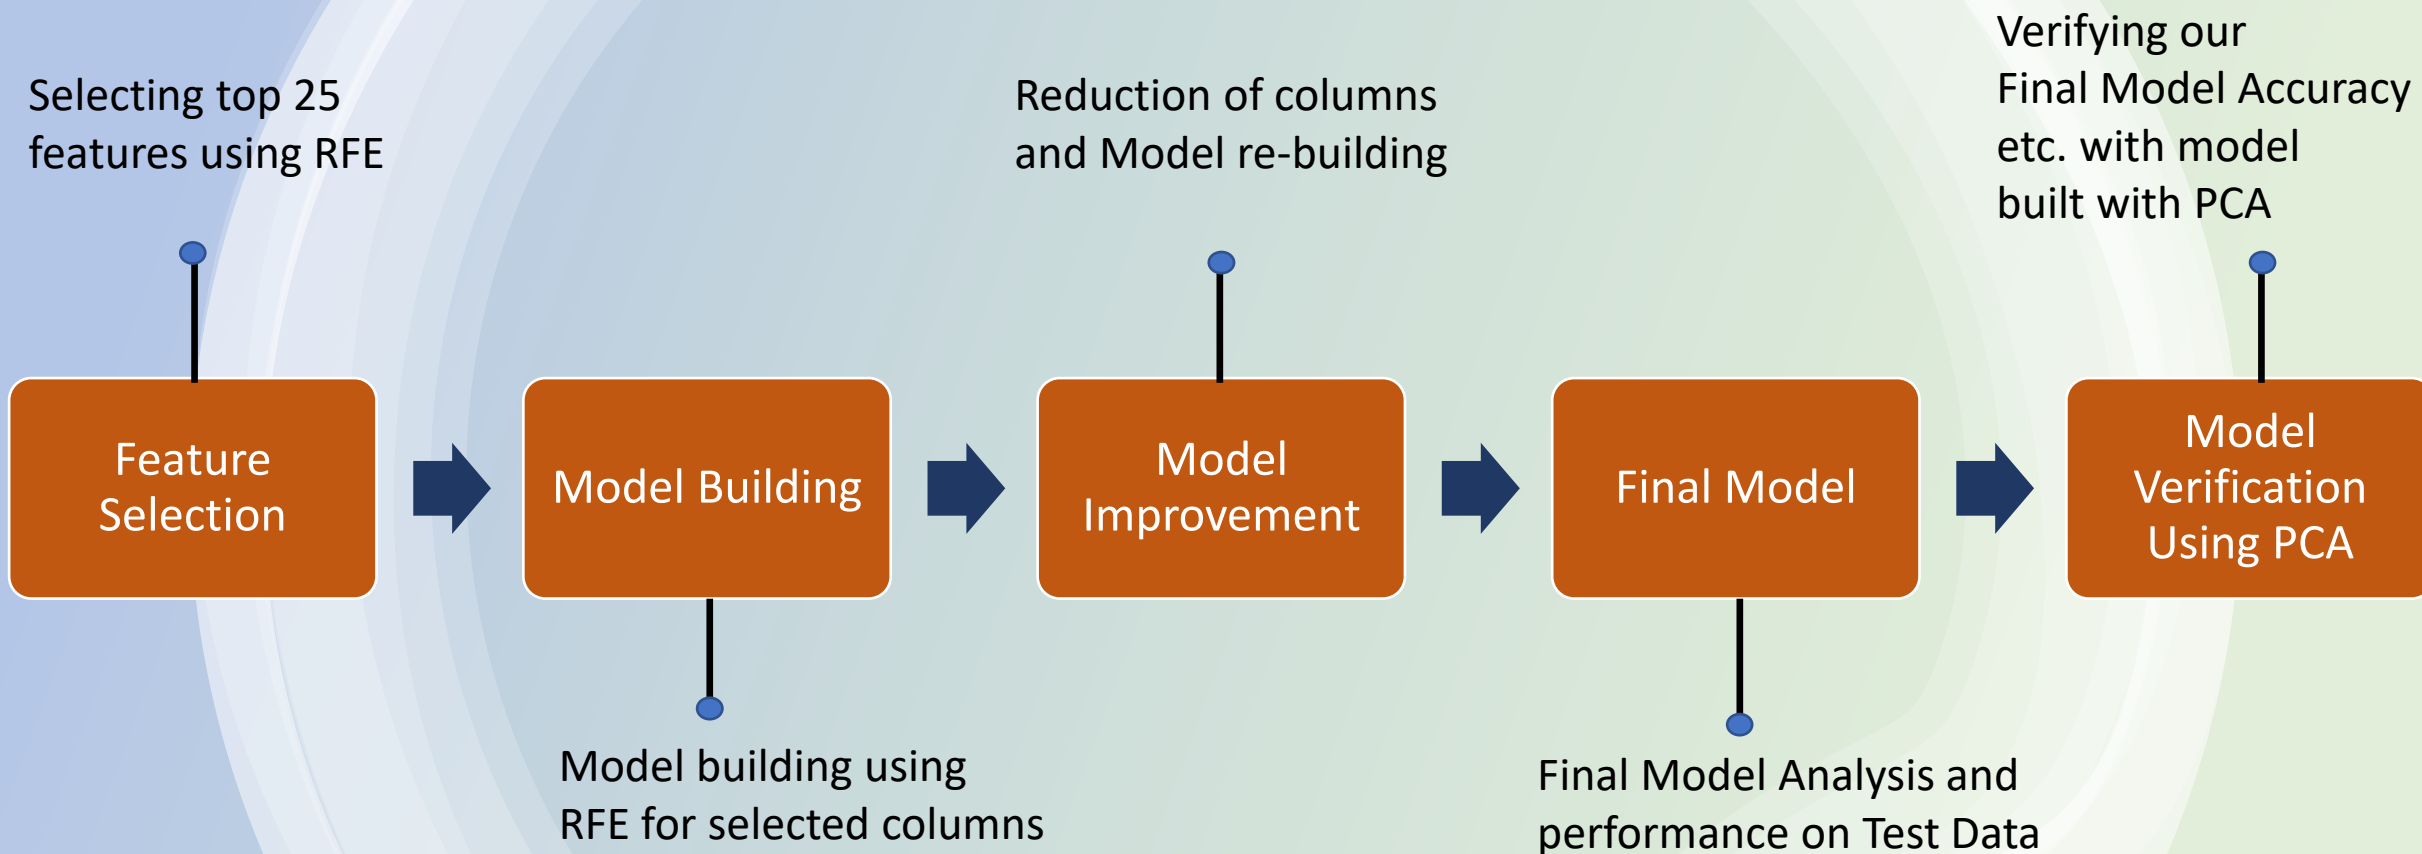 Selecting top 25
features using RFE
Reduction of columns
and Model re-building
Verifying our
Final Model Accuracy
etc. with model
built with PCA
Feature
Selection
Model Building
Model
Improvement
Final Model
Model
Verification
Using PCA
Model building using
RFE for selected columns
Final Model Analysis and
performance on Test Data